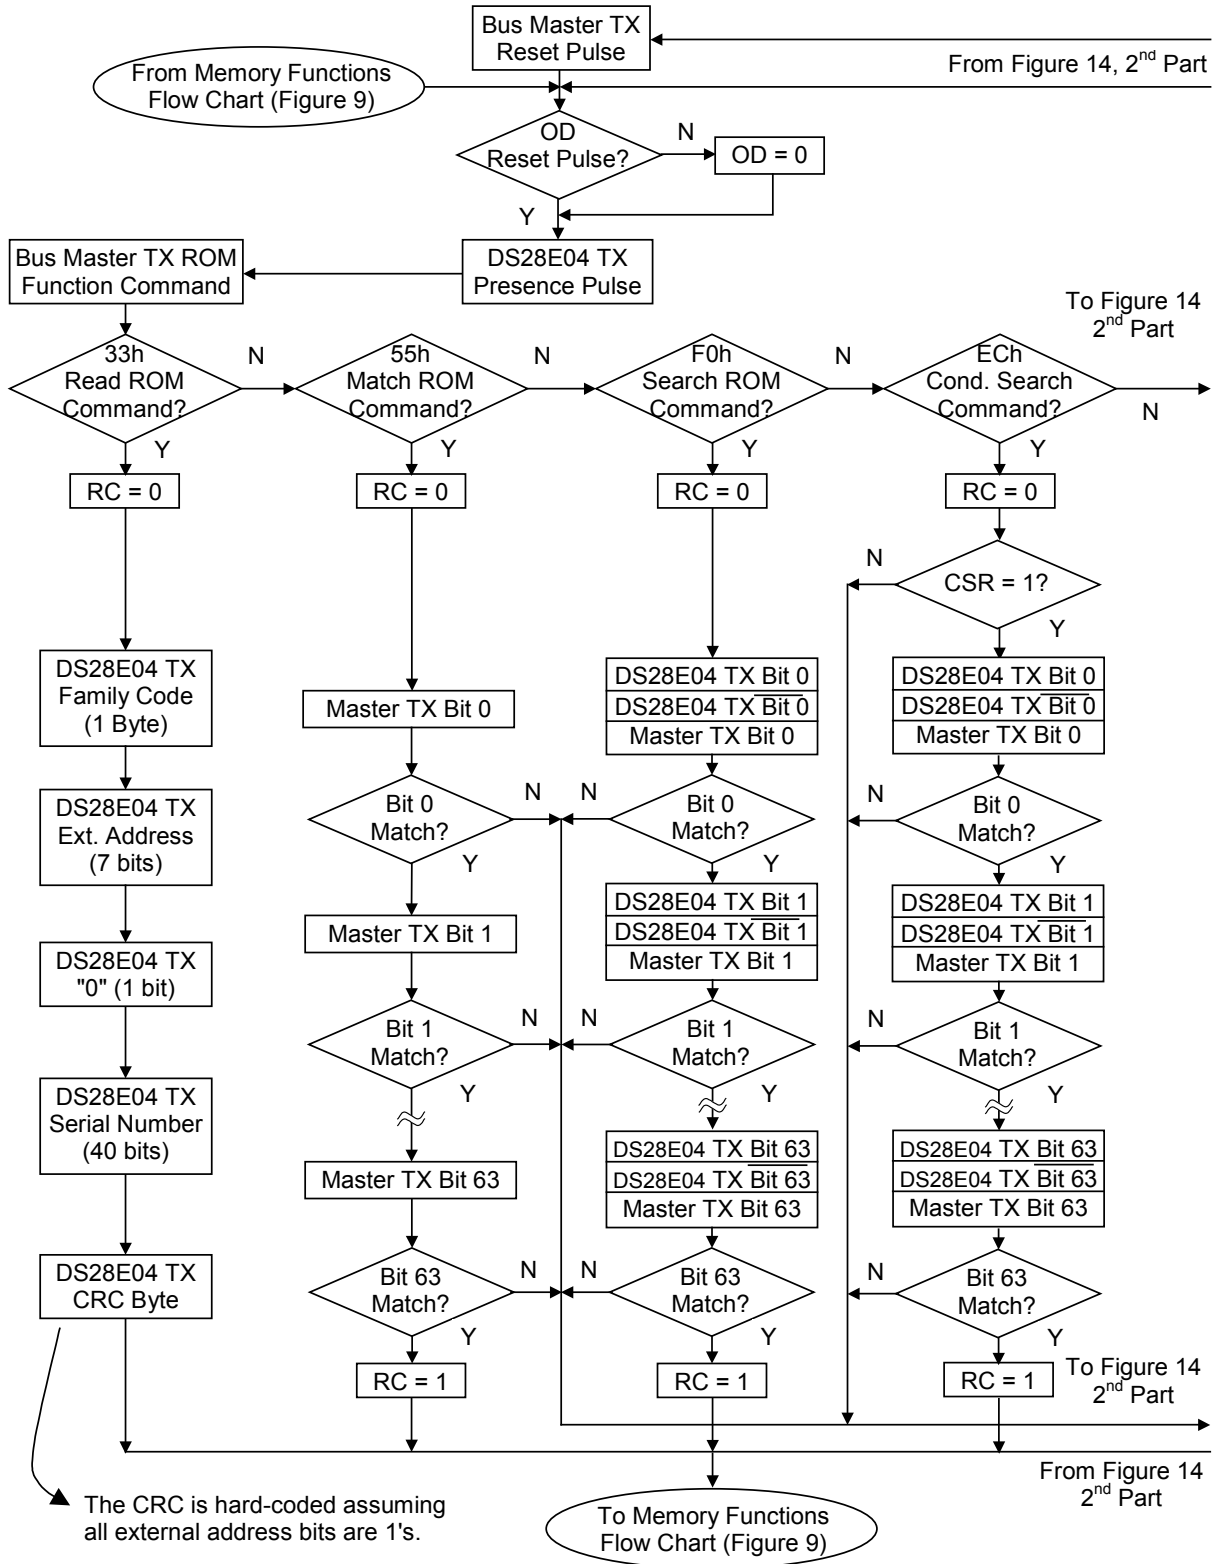 Bus Master TX
Reset Pulse
From Figure 14, 2nd Part
From Memory Functions
Flow Chart (Figure 9)
OD
Reset Pulse?
N
OD = 0
Y
Bus Master TX ROM
Function Command
DS28E04 TX
Presence Pulse
To Figure 14
2nd Part
33h
Read ROM
Command?
N
Y
55h
Match ROM
Command?
N
Y
F0h
Search ROM
Command?
N
Y
ECh
Cond. Search
Command?
N
Y
RC = 0
RC = 0
RC = 0
RC = 0
N
CSR = 1?
Y
DS28E04 TX
Family Code
(1 Byte)
Master TX Bit 0
DS28E04 TX Bit 0
DS28E04 TX B̅i̅t̅ ̅0̅
Master TX Bit 0
DS28E04 TX Bit 0
DS28E04 TX B̅i̅t̅ ̅0̅
Master TX Bit 0
DS28E04 TX
Ext. Address
(7 bits)
Bit 0
Match?
N
Y
N
Bit 0
Match?
Y
N
Bit 0
Match?
Y
DS28E04 TX
"0" (1 bit)
Master TX Bit 1
DS28E04 TX Bit 1
DS28E04 TX B̅i̅t̅ ̅1̅
Master TX Bit 1
DS28E04 TX Bit 1
DS28E04 TX B̅i̅t̅ ̅1̅
Master TX Bit 1
Bit 1
Match?
N
Y
N
Bit 1
Match?
Y
N
Bit 1
Match?
Y
DS28E04 TX
Serial Number
(40 bits)
Master TX Bit 63
DS28E04 TX Bit 63
DS28E04 TX B̅i̅t̅ ̅6̅3̅
Master TX Bit 63
DS28E04 TX Bit 63
DS28E04 TX B̅i̅t̅ ̅6̅3̅
Master TX Bit 63
DS28E04 TX
CRC Byte
Bit 63
Match?
N
Y
N
Bit 63
Match?
Y
N
Bit 63
Match?
Y
RC = 1
RC = 1
RC = 1
To Figure 14
2nd Part
From Figure 14
2nd Part
The CRC is hard-coded assuming
all external address bits are 1's.
To Memory Functions
Flow Chart (Figure 9)